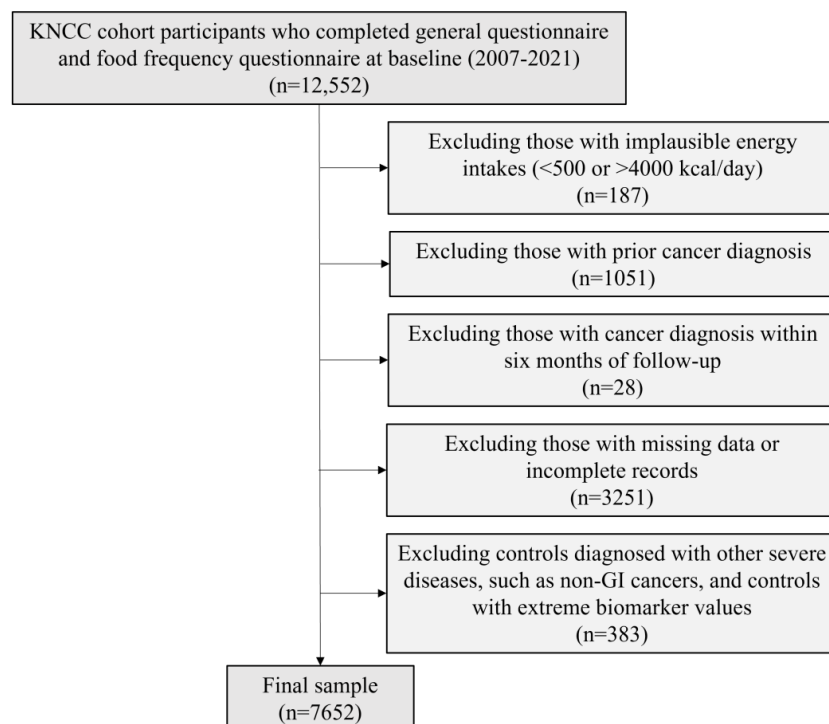 KNCC cohort participants who completed general questionnaire
and food frequency questionnaire at baseline (2007-2021)
(n=12,552)
Excluding those with implausible energy
intakes (<500 or >4000 kcal/day)
(n=187)
Excluding those with prior cancer diagnosis
(n=1051)
Excluding those with cancer diagnosis within
six months of follow-up
(n=28)
Excluding those with missing data or
incomplete records
(n=3251)
Excluding controls diagnosed with other severe
diseases, such as non-GI cancers, and controls
with extreme biomarker values
(n=383)
Final sample
(n=7652)